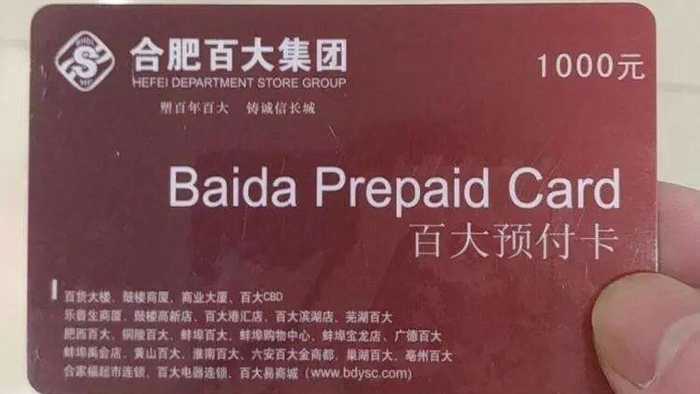 合肥百大集团
HEFEI DEPARTMENT STORE GROUP
塑百年百大 铸诚信长城
1000元
Baida Prepaid Card
百大预付卡
百货大楼、鼓楼商厦、商业大厦、百大CBD
乐普生商厦、鼓楼高新店、百大港汇店、百大滨湖店、芜湖百大
肥西百大、铜陵百大、蚌埠百大、蚌埠购物中心、蚌埠宝龙店、广德百大
蚌埠禹会店、黄山百大、淮南百大、六安百大金商都、巢湖百大、亳州百大
合家福超市连锁、百大电器连锁、百大易商城（www.bdysc.com）